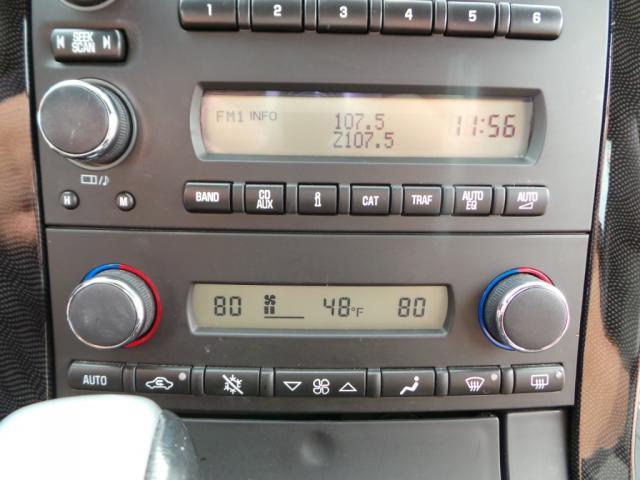 1 2 3 4 5 6
SEEK
SCAN
FM1 INFO 107.5 11:56
Z107.5
H M
BAND CD AUX i CAT TRAF AUTO EQ AUTO
80 48°F 80
AUTO